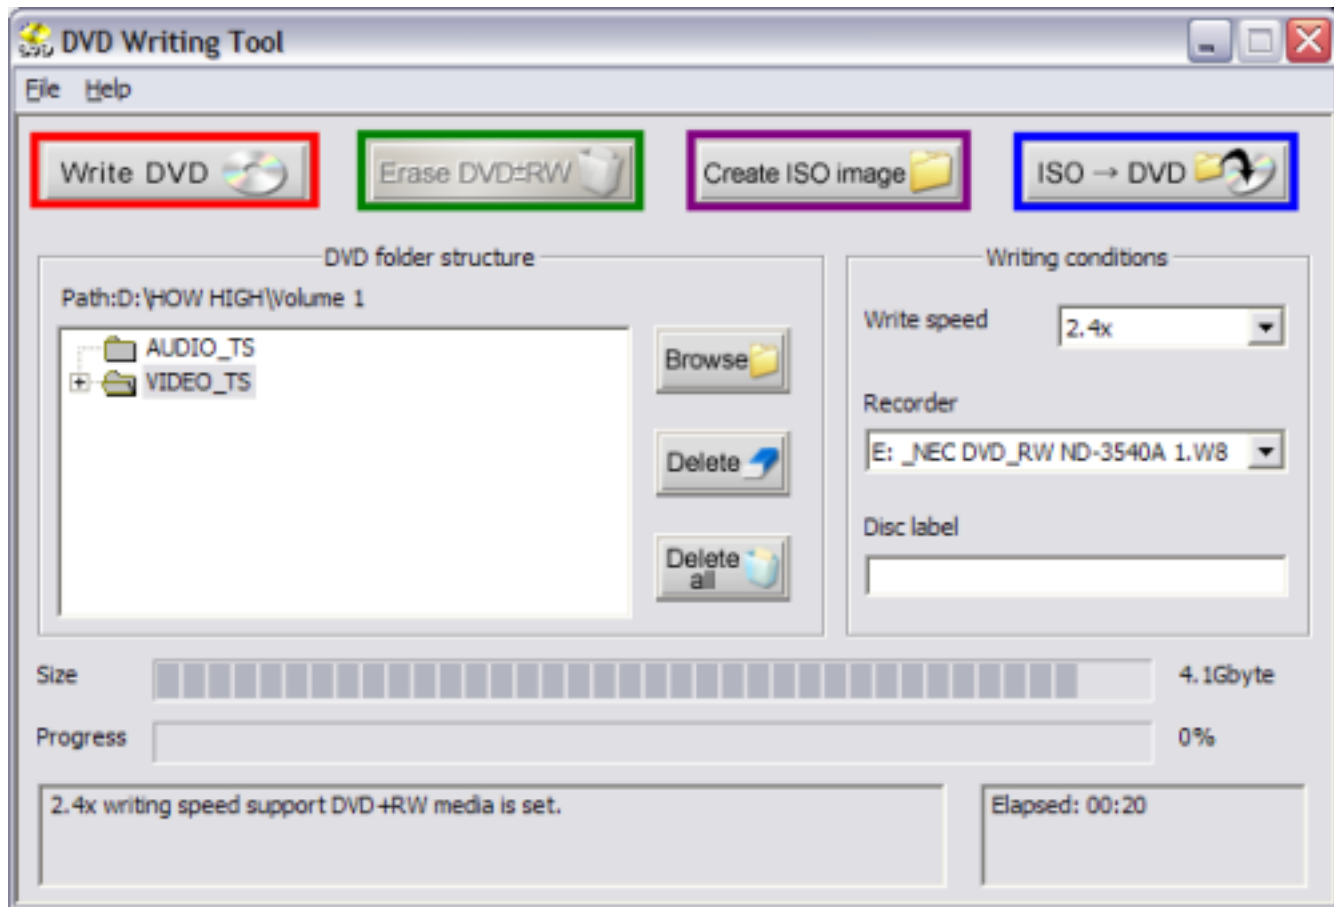 DVD Writing Tool
File Help
Write DVD
Erase DVD±RW
Create ISO image
ISO → DVD
DVD folder structure
Path:D:\HOW HIGH\Volume 1
AUDIO_TS
VIDEO_TS
Browse
Delete
Delete
all
Writing conditions
Write speed
2.4x
Recorder
E: _NEC DVD_RW ND-3540A 1.W8
Disc label
Size
4.1Gbyte
Progress
0%
2.4x writing speed support DVD+RW media is set.
Elapsed: 00:20